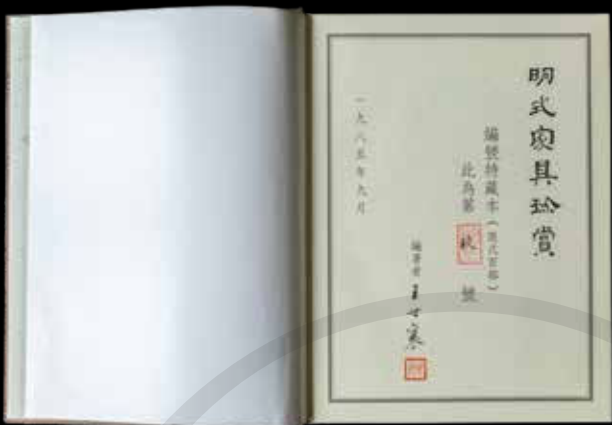 明式家具珍賞
編號特藏本(限式百部)
此為第 玖 號
編著者 王世襄
一九八五年九月